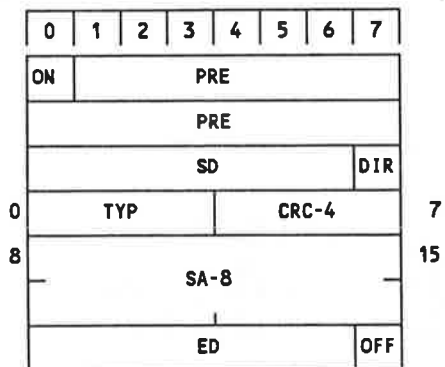 0 1 2 3 4 5 6 7
ON PRE
PRE
SD DIR
0 TYP CRC-4 7
8 SA-8 15
ED OFF